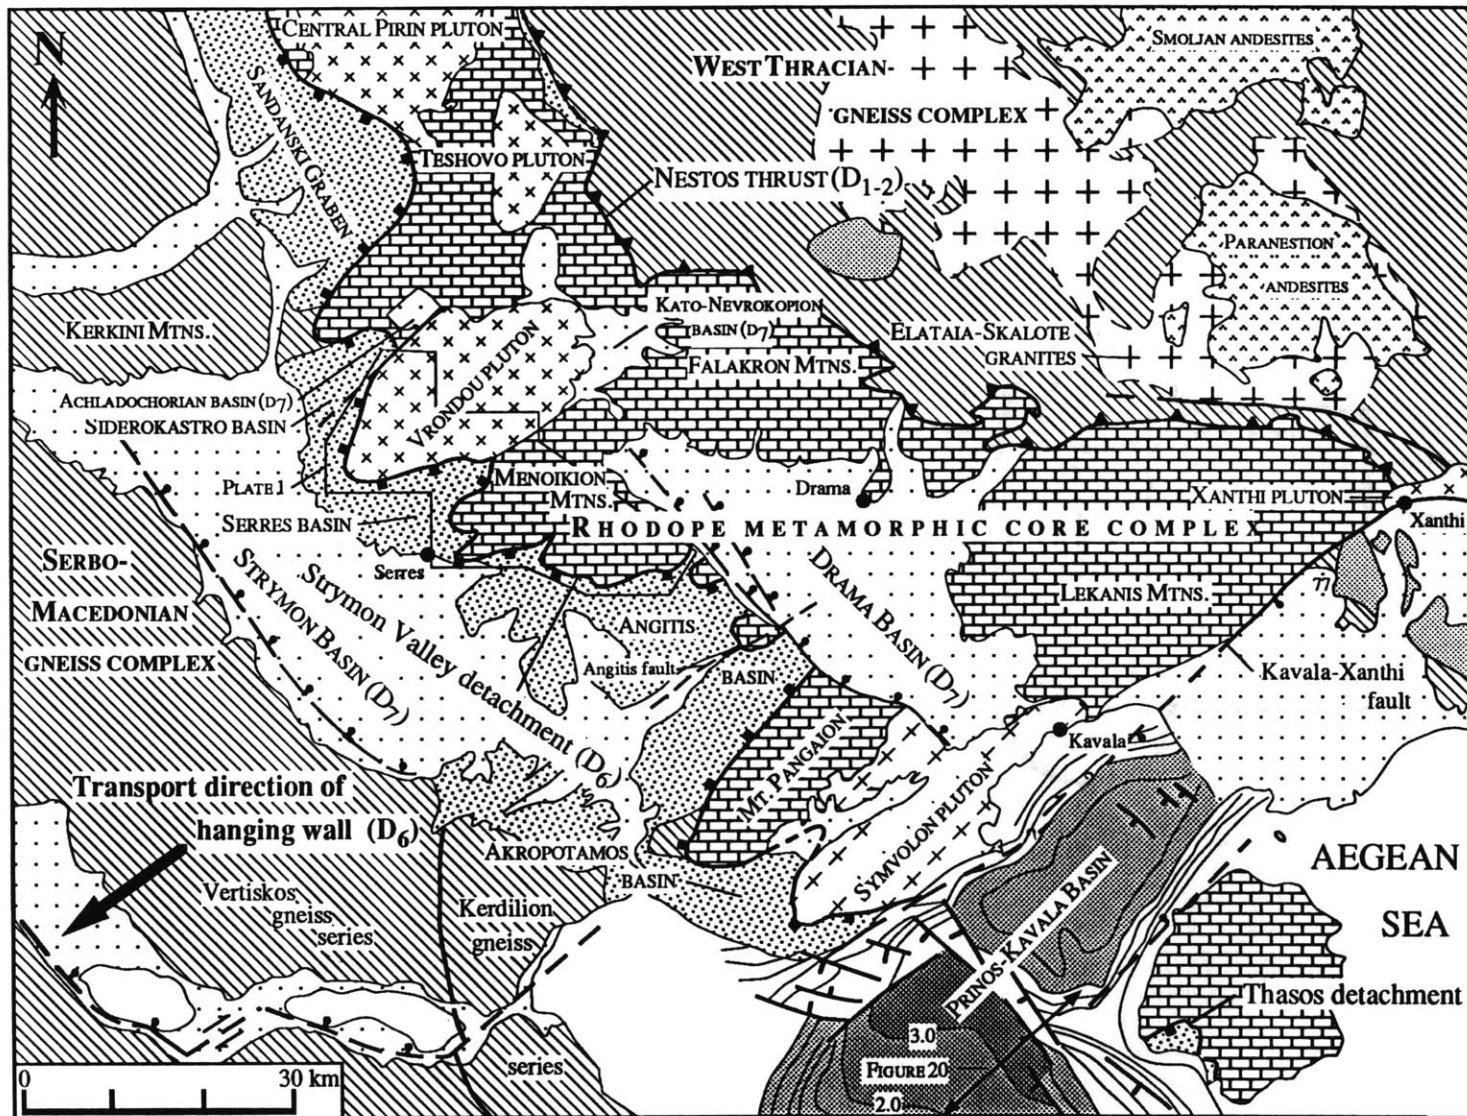 CENTRAL PIRIN PLUTON
SMOLJAN ANDESITES
N
WEST THRACIAN-
GNEISS COMPLEX
SANDANSKI GRABEN
TESHOVO PLUTON
NESTOS THRUST (D1-2)
PARANESTION
ANDESITES
KERKINI MTNS.
KATO-NEVROKOPION
BASIN (D7)
ELATAIA-SKALOTE
GRANITES
FALAKRON MTNS.
VRONDOU PLUTON
ACHLADOCHORIAN BASIN (D7)
SIDEROKASTRO BASIN
PLATE 1
MENOIKION
MTNS.
Drama
XANTHI PLUTON
Xanthi
SERRES BASIN
RHODOPE METAMORPHIC CORE COMPLEX
Serres
SERBO-
MACEDONIAN
GNEISS COMPLEX
STRYMON BASIN (D7)
Strymon Valley detachment (D6)
ANGITIS
BASIN
Angitis fault
DRAMA BASIN (D7)
LEKANIS MTNS.
Kavala-Xanthi
fault
Kavala
MT. PANGAION
SYMVOLON PLUTON
Transport direction of
hanging wall (D6)
AKROPOTAMOS
BASIN
Vertiskos
gneiss
series
Kerdilion
gneiss
series
PRINOS-KAVALA BASIN
AEGEAN
SEA
Thasos detachment
3.0
FIGURE 20
2.0
0 30 km